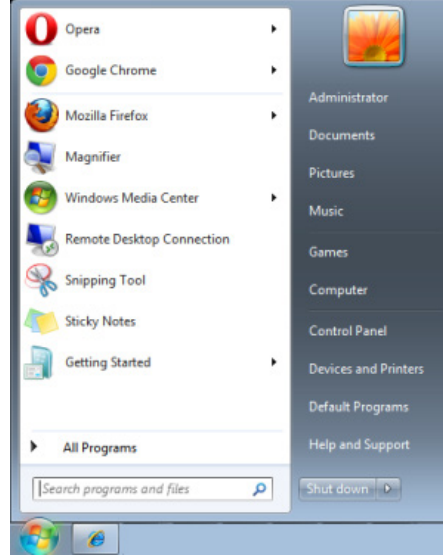 Opera
Google Chrome
Mozilla Firefox
Magnifier
Windows Media Center
Remote Desktop Connection
Snipping Tool
Sticky Notes
Getting Started
All Programs
Search programs and files
Administrator
Documents
Pictures
Music
Games
Computer
Control Panel
Devices and Printers
Default Programs
Help and Support
Shut down